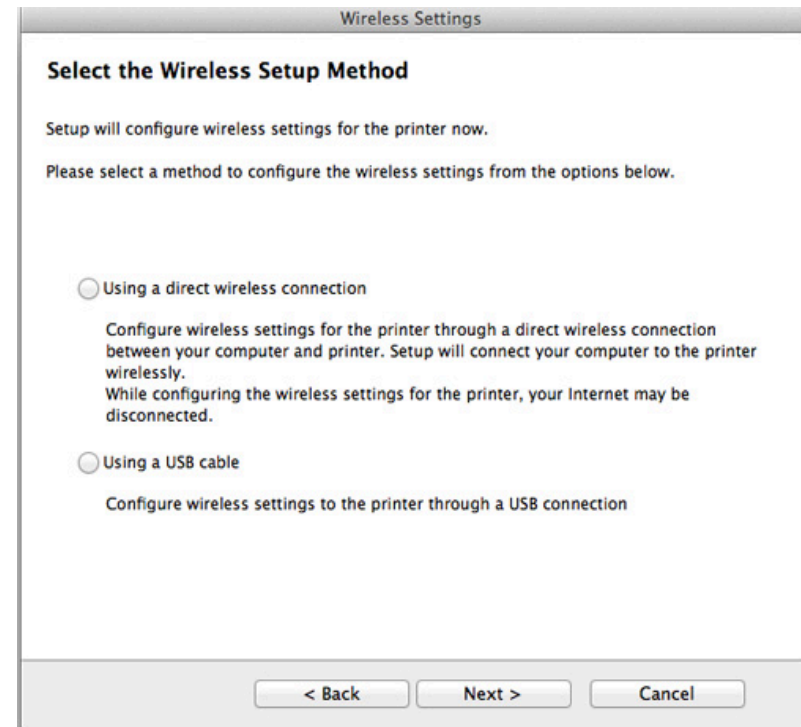 Wireless Settings
Select the Wireless Setup Method
Setup will configure wireless settings for the printer now.
Please select a method to configure the wireless settings from the options below.
Using a direct wireless connection
Configure wireless settings for the printer through a direct wireless connection
between your computer and printer. Setup will connect your computer to the printer
wirelessly.
While configuring the wireless settings for the printer, your Internet may be
disconnected.
Using a USB cable
Configure wireless settings to the printer through a USB connection
< Back Next > Cancel